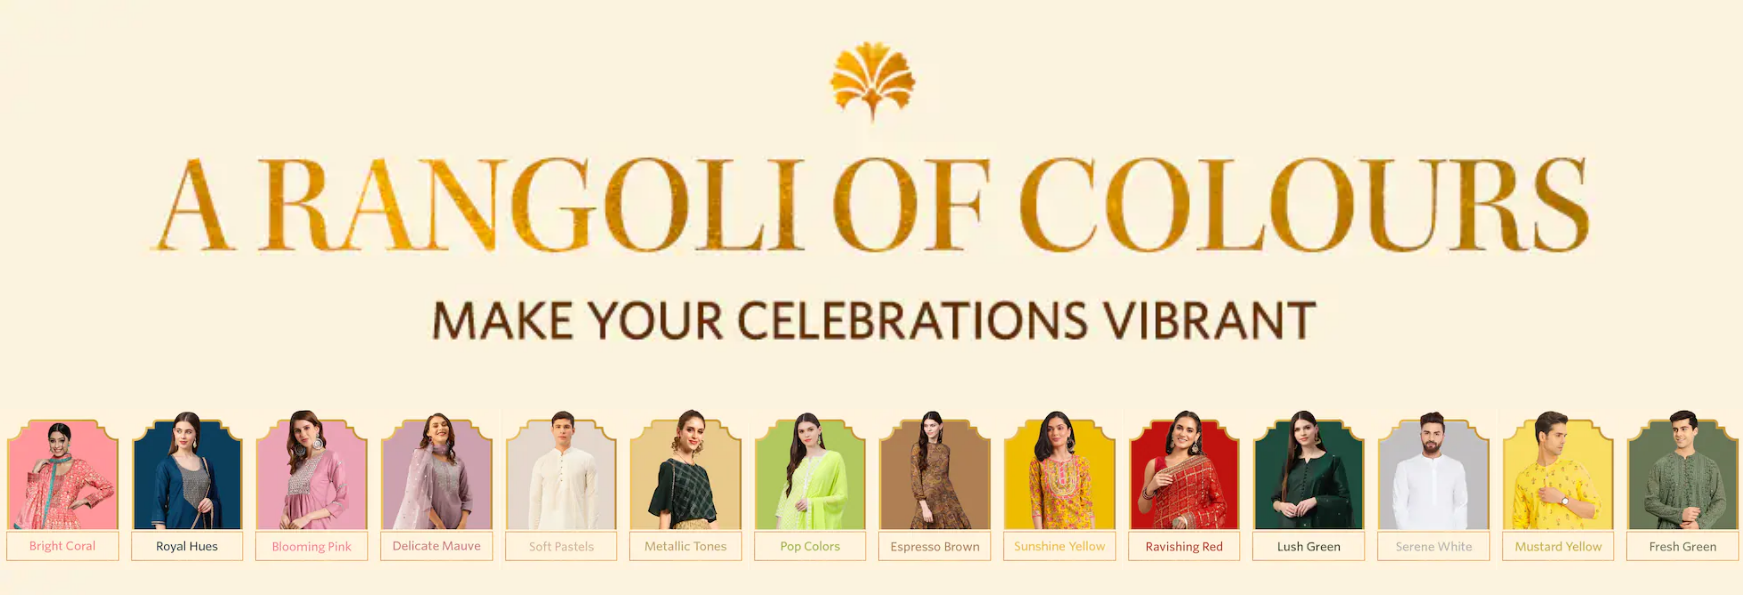 A RANGOLI OF COLOURS
MAKE YOUR CELEBRATIONS VIBRANT
Bright Coral
Royal Hues
Blooming Pink
Delicate Mauve
Soft Pastels
Metallic Tones
Pop Colors
Espresso Brown
Sunshine Yellow
Ravishing Red
Lush Green
Serene White
Mustard Yellow
Fresh Green